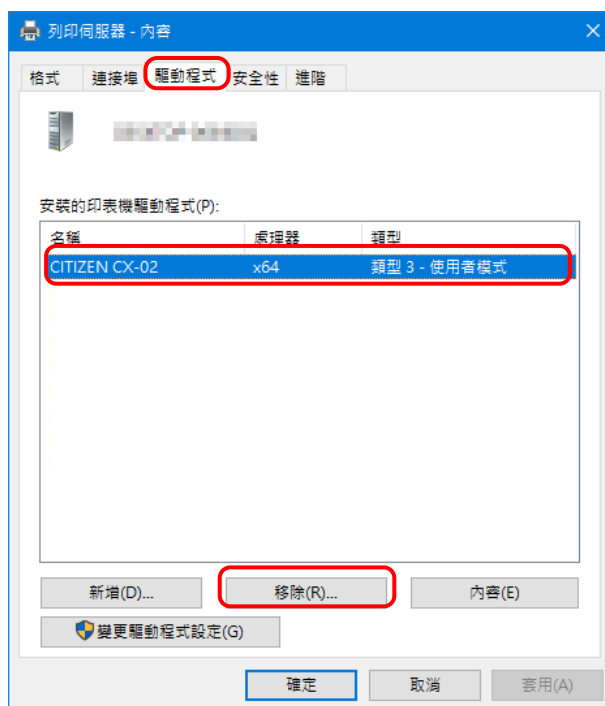 列印伺服器 - 內容
格式 連接埠 驅動程式 安全性 進階
安裝的印表機驅動程式(P):
名稱 處理器 類型
CITIZEN CX-02 x64 類型 3 - 使用者模式
新增(D)... 移除(R)... 內容(E)
變更驅動程式設定(G)
確定 取消 套用(A)